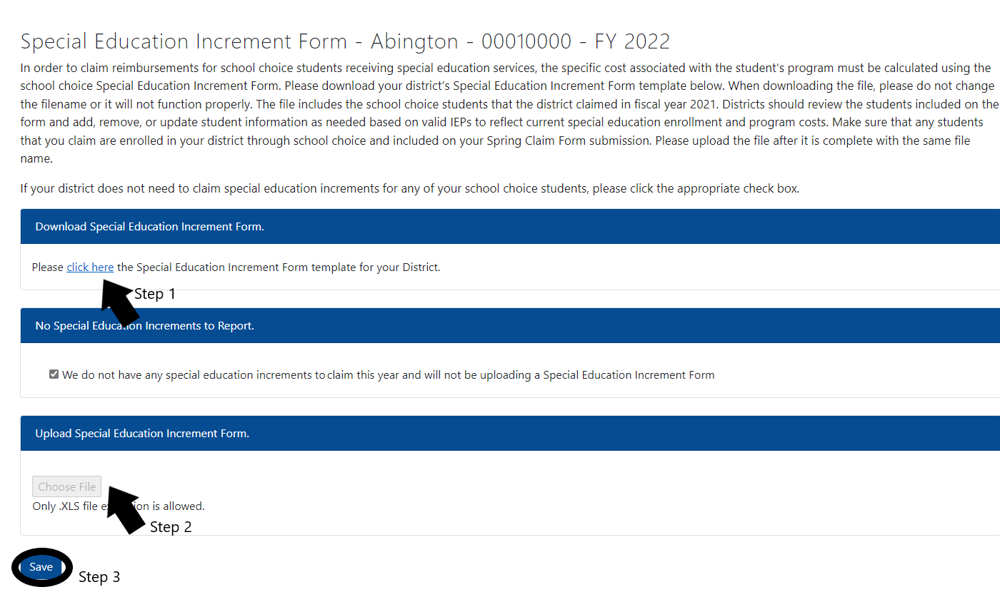 Special Education Increment Form - Abington - 00010000 - FY 2022
In order to claim reimbursements for school choice students receiving special education services, the specific cost associated with the student's program must be calculated using the
school choice Special Education Increment Form. Please download your district’s Special Education Increment Form template below. When downloading the file, please do not change
the filename or it will not function properly. The file includes the school choice students that the district claimed in fiscal year 2021. Districts should review the students included on the
form and add, remove, or update student information as needed based on valid IEPs to reflect current special education enrollment and program costs. Make sure that any students
that you claim are enrolled in your district through school choice and included on your Spring Claim Form submission. Please upload the file after it is complete with the same file
name.
If your district does not need to claim special education increments for any of your school choice students, please click the appropriate check box.
Download Special Education Increment Form.
Please click here the Special Education Increment Form template for your District.
Step 1
No Special Education Increments to Report.
We do not have any special education increments to claim this year and will not be uploading a Special Education Increment Form
Upload Special Education Increment Form.
Choose File
Only .XLS file is allowed.
Step 2
Save
Step 3